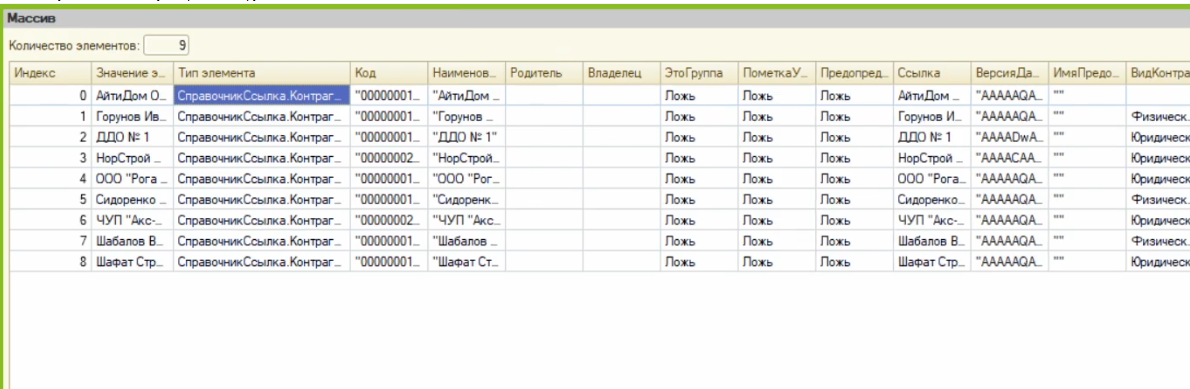 Массив
Количество элементов: 9
Индекс Значение э... Тип элемента Код Наименов... Родитель Владелец ЭтоГруппа ПометкаУ... Предопред... Ссылка ВерсияДа... ИмяПредо... ВидКонтра
0 АйтиДом О... СправочникСсылка.Контраг... "00000001... "АйтиДом ... Ложь Ложь Ложь АйтиДом ... "AAAAAQA... ""
1 Горунов Ив... СправочникСсылка.Контраг... "00000001... "Горунов ... Ложь Ложь Ложь Горунов И... "AAAAAQA... "" Физическ...
2 ДДО № 1 СправочникСсылка.Контраг... "00000001... "ДДО № 1" Ложь Ложь Ложь ДДО № 1 "AAAADwA... "" Юридическ
3 НорСтрой ... СправочникСсылка.Контраг... "00000002... "НорСтрой... Ложь Ложь Ложь НорСтрой ... "AAAACAA... "" Юридическ
4 ООО "Рога ... СправочникСсылка.Контраг... "00000001... "ООО "Рог... Ложь Ложь Ложь ООО "Рога... "AAAAAQA... "" Юридическ
5 Сидоренко ... СправочникСсылка.Контраг... "00000001... "Сидоренк... Ложь Ложь Ложь Сидоренко... "AAAAAQA... "" Физическ...
6 ЧУП "Акс-... СправочникСсылка.Контраг... "00000002... "ЧУП "Акс... Ложь Ложь Ложь ЧУП "Акс-... "AAAAAQA... "" Юридическ
7 Шабалов В... СправочникСсылка.Контраг... "00000001... "Шабалов ... Ложь Ложь Ложь Шабалов В... "AAAAAQA... "" Физическ...
8 Шафат Стр... СправочникСсылка.Контраг... "00000001... "Шафат Ст... Ложь Ложь Ложь Шафат Стр... "AAAAAQA... "" Юридическ